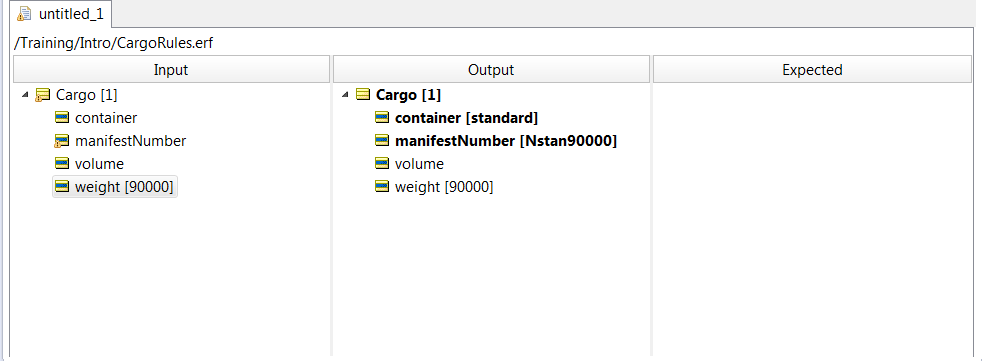 untitled_1
/Training/Intro/CargoRules.erf
Input Output Expected
Cargo [1] Cargo [1]
container container [standard]
manifestNumber manifestNumber [Nstan90000]
volume volume
weight [90000] weight [90000]